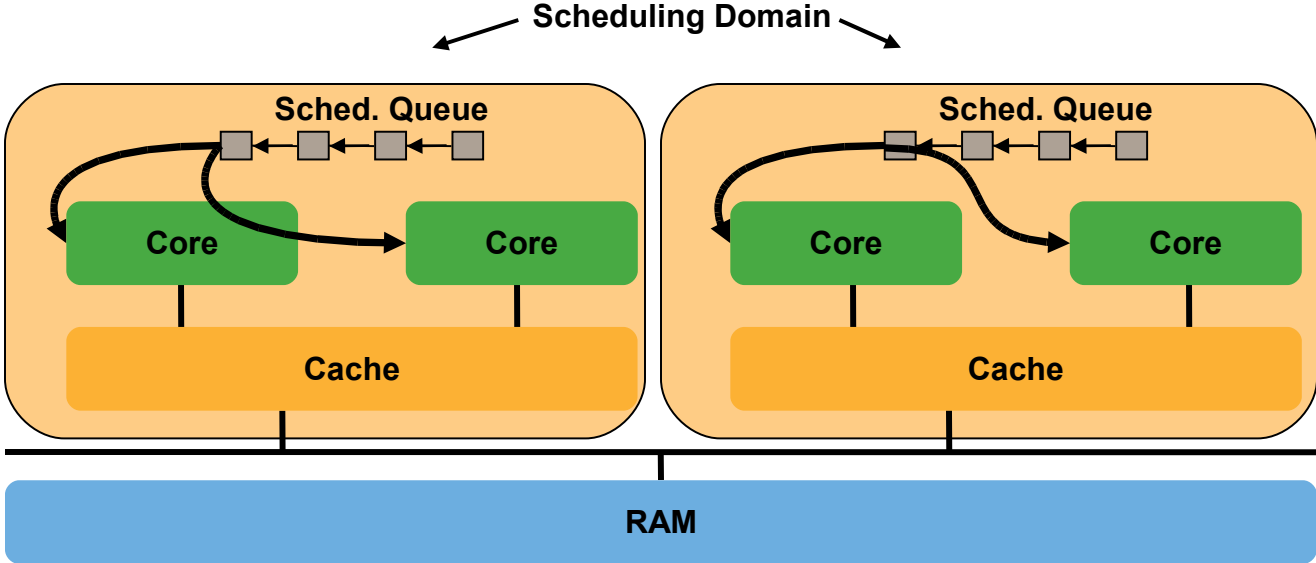 Scheduling Domain
Sched. Queue
Sched. Queue
Core
Core
Core
Core
Cache
Cache
RAM